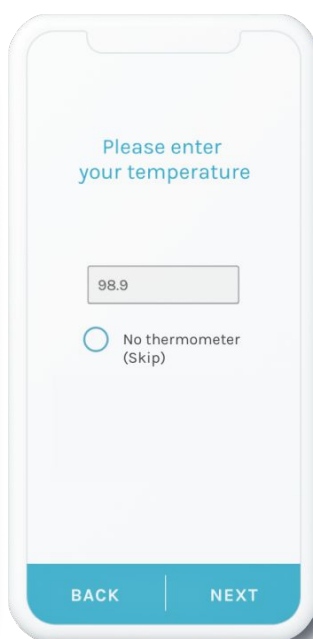 Please enter
your temperature
98.9
No thermometer
(Skip)
BACK
NEXT